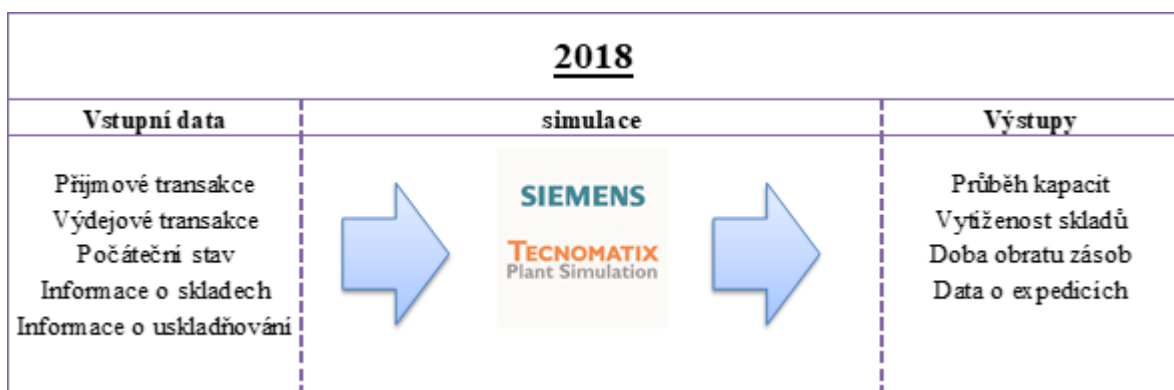 2018
Vstupní data
simulace
Výstupy
Přijmové transakce
Výdejové transakce
Počáteční stav
Informace o skladech
Informace o uskladňování
SIEMENS
TECNOMATIX
Plant Simulation
Průběh kapacit
Vytíženost skladů
Doba obratu zásob
Data o expedicích